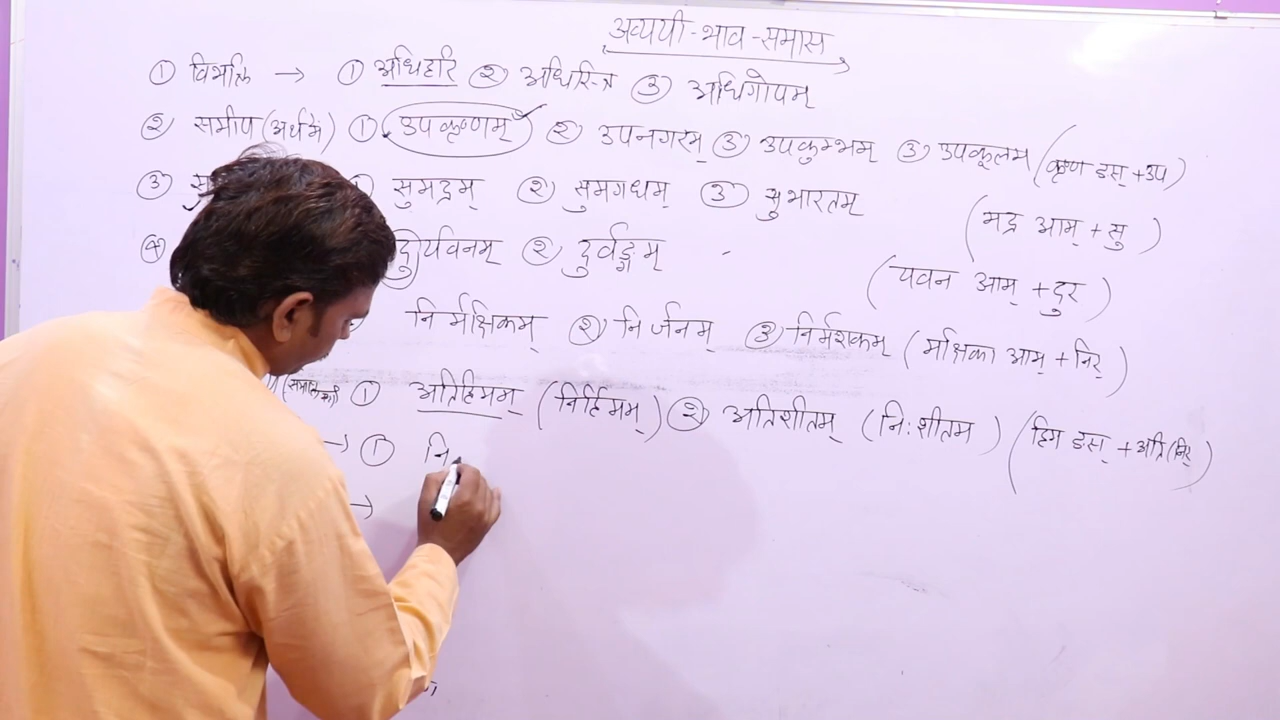 अव्ययी-भाव-समास
① विभक्ति → ① अधिहरि ② अधिस्त्रि ③ अधिगोपम्
② समीप (अर्थ में) ① उपकृष्णम् ② उपनगरम् ③ उपकुम्भम् ③ उपकूलम् (कृष्ण ङस् + उप)
③ सुमद्रम् ② सुमगधम् ③ सुभारतम् (मद्र आम् + सु)
④ दुर्यवनम् ② दुर्वङ्गम् (यवन आम् + दुर्)
निर्मक्षिकम् ② निर्जनम् ③ निर्मशकम् (मक्षिका आम् + निर्)
① अतिहिमम् (निर्हिमम्) ② अतिशीतम् (निःशीतम) (हिम ङस् + अति (निर्)
→ ① नि
→